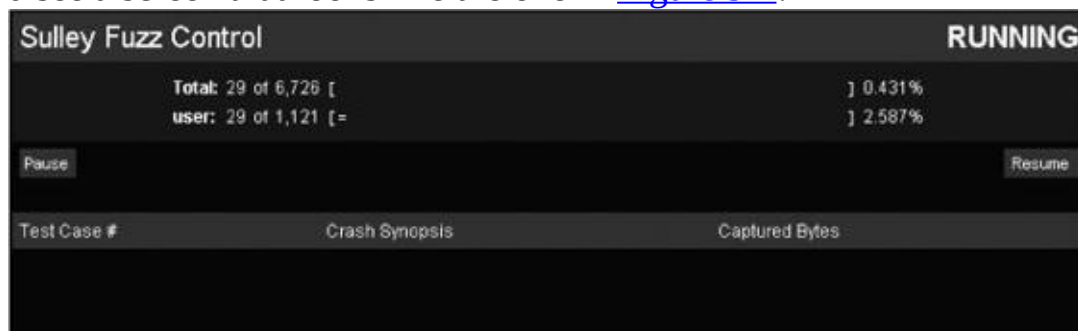 Sulley Fuzz Control RUNNING
Total: 29 of 6,726 [ ] 0.431%
user: 29 of 1,121 [= ] 2.587%
Pause Resume
Test Case # Crash Synopsis Captured Bytes